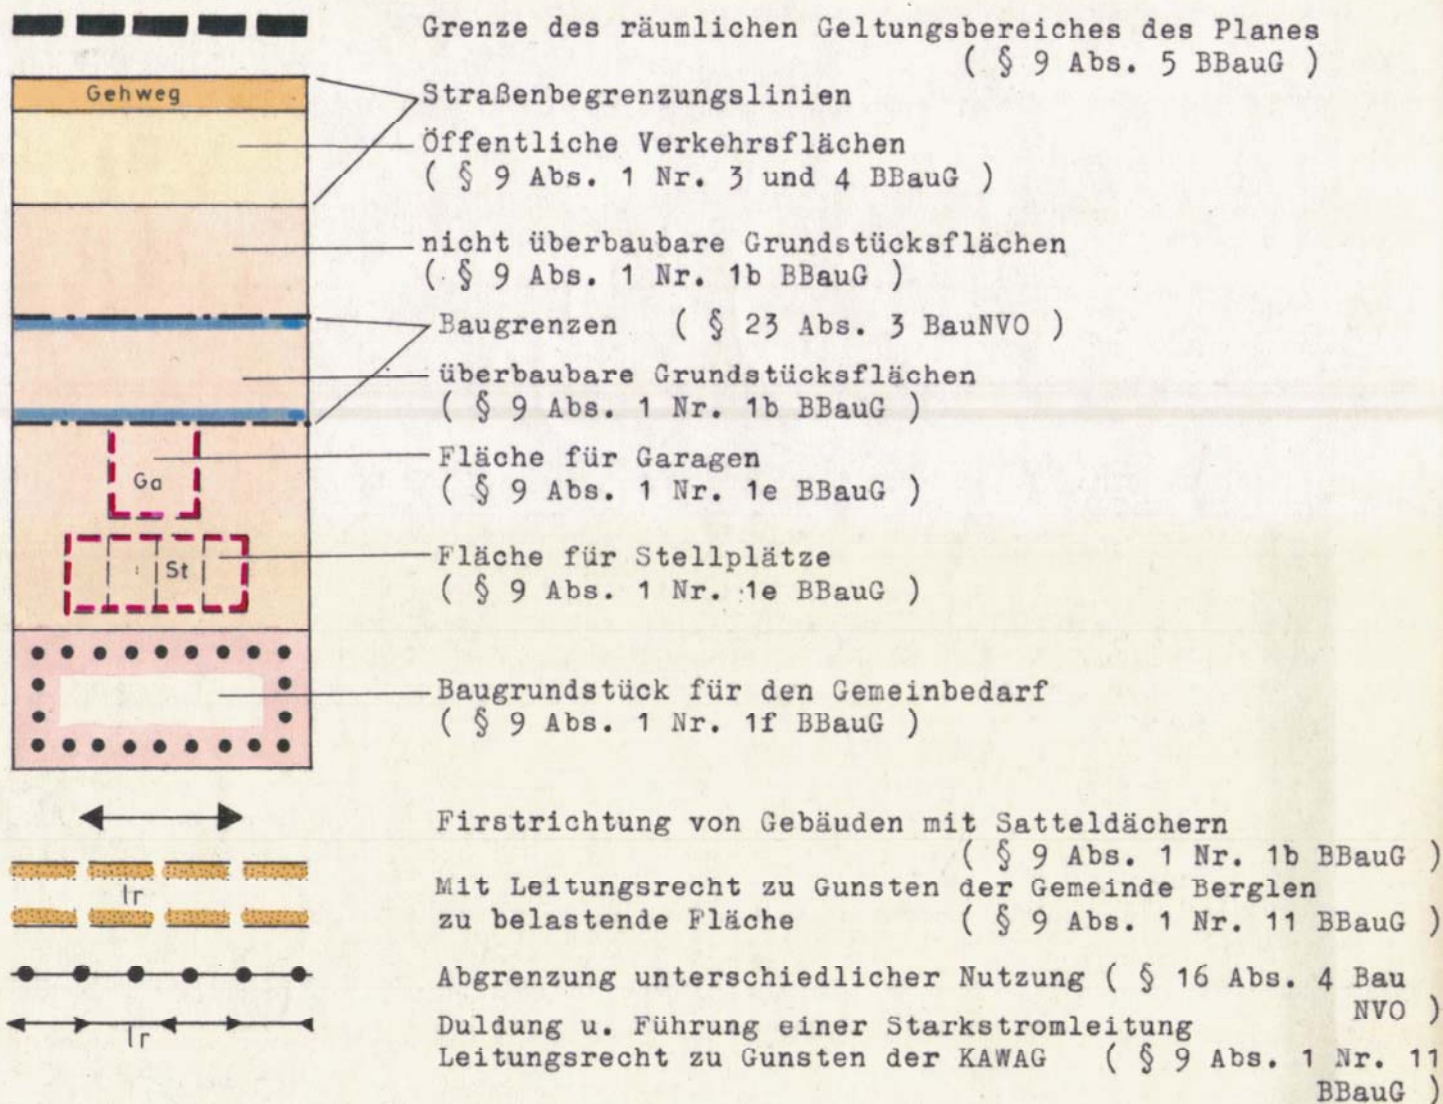 Grenze des räumlichen Geltungsbereiches des Planes
( § 9 Abs. 5 BBauG )
Gehweg
Straßenbegrenzungslinien
Öffentliche Verkehrsflächen
( § 9 Abs. 1 Nr. 3 und 4 BBauG )
nicht überbaubare Grundstücksflächen
( § 9 Abs. 1 Nr. 1b BBauG )
Baugrenzen ( § 23 Abs. 3 BauNVO )
überbaubare Grundstücksflächen
( § 9 Abs. 1 Nr. 1b BBauG )
Fläche für Garagen
Ga
( § 9 Abs. 1 Nr. 1e BBauG )
Fläche für Stellplätze
St
( § 9 Abs. 1 Nr. 1e BBauG )
Baugrundstück für den Gemeinbedarf
( § 9 Abs. 1 Nr. 1f BBauG )
Firstrichtung von Gebäuden mit Satteldächern
( § 9 Abs. 1 Nr. 1b BBauG )
lr
Mit Leitungsrecht zu Gunsten der Gemeinde Berglen
zu belastende Fläche ( § 9 Abs. 1 Nr. 11 BBauG )
Abgrenzung unterschiedlicher Nutzung ( § 16 Abs. 4 Bau
NVO )
lr
Duldung u. Führung einer Starkstromleitung
Leitungsrecht zu Gunsten der KAWAG ( § 9 Abs. 1 Nr. 11
BBauG )